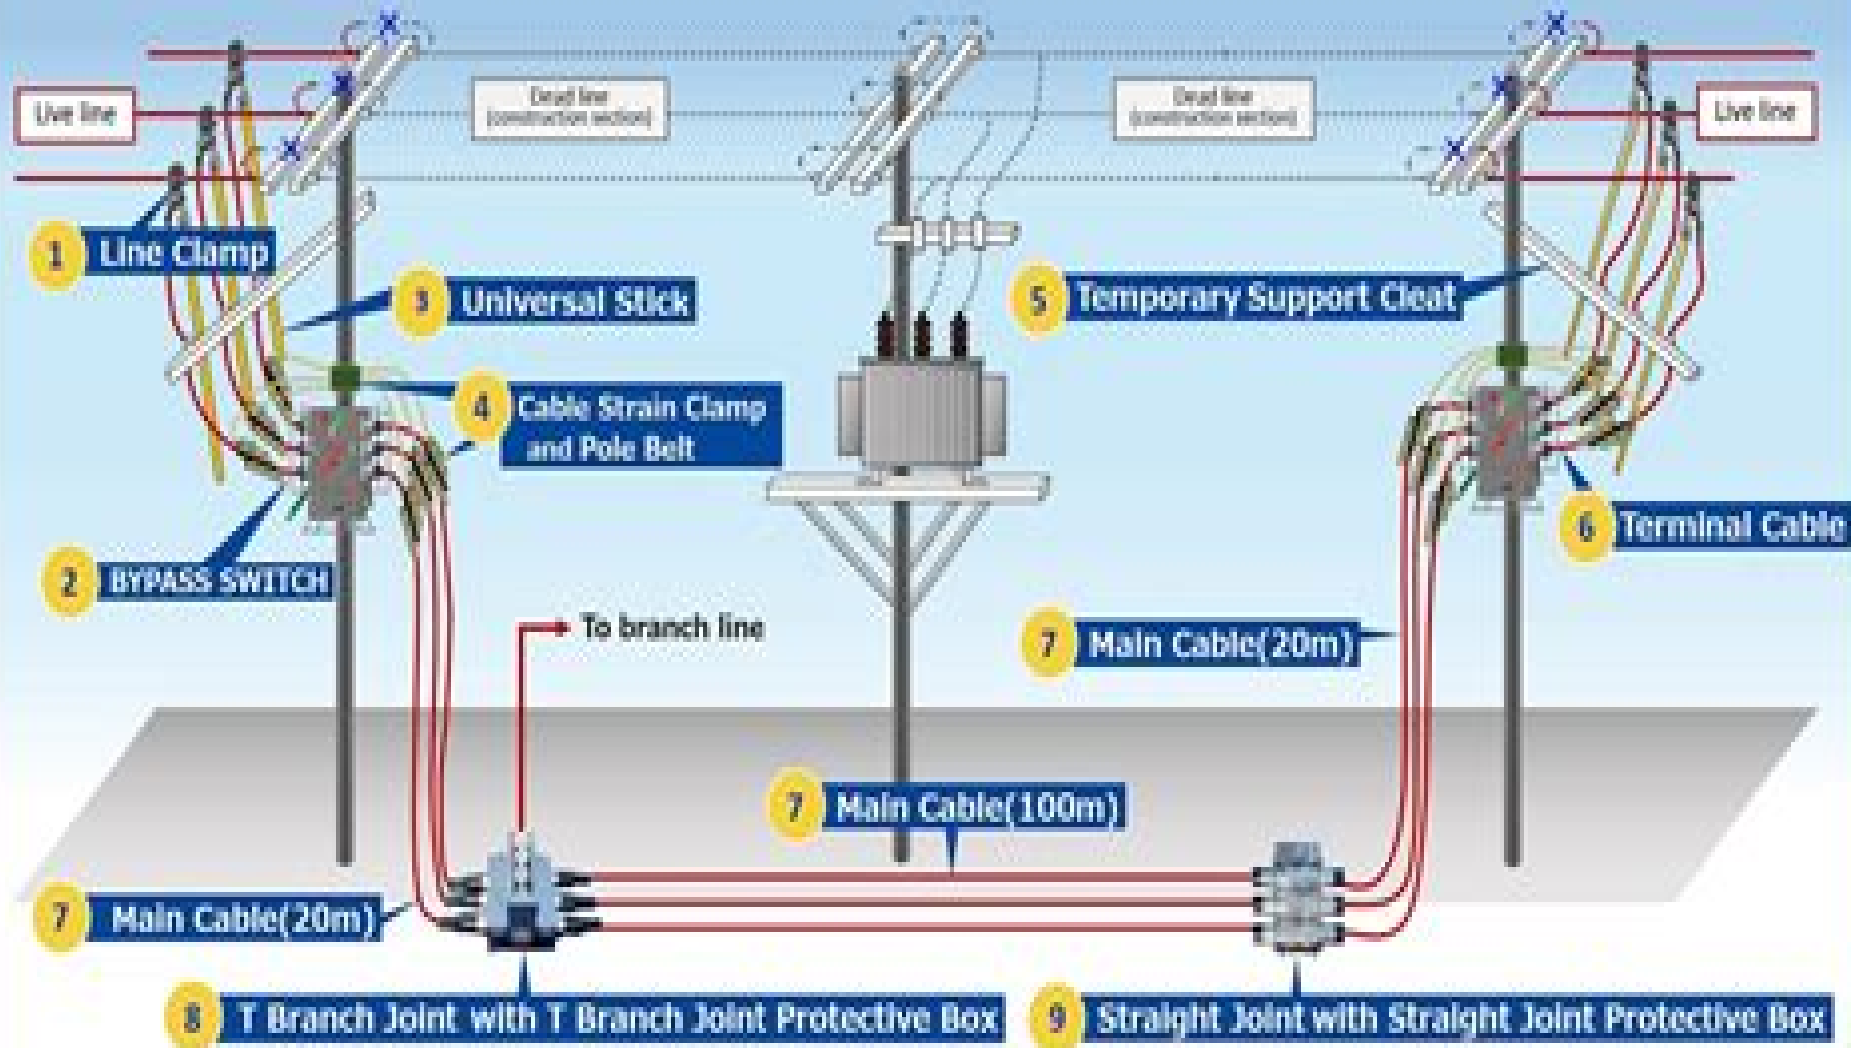 Live line
Dead line
(construction section)
Dead line
(construction section)
Live line
1 Line Clamp
3 Universal Stick
5 Temporary Support Cleat
4 Cable Strain Clamp
and Pole Belt
6 Terminal Cable
2 BYPASS SWITCH
To branch line
7 Main Cable(20m)
7 Main Cable(100m)
7 Main Cable(20m)
8 T Branch Joint with T Branch Joint Protective Box
9 Straight Joint with Straight Joint Protective Box